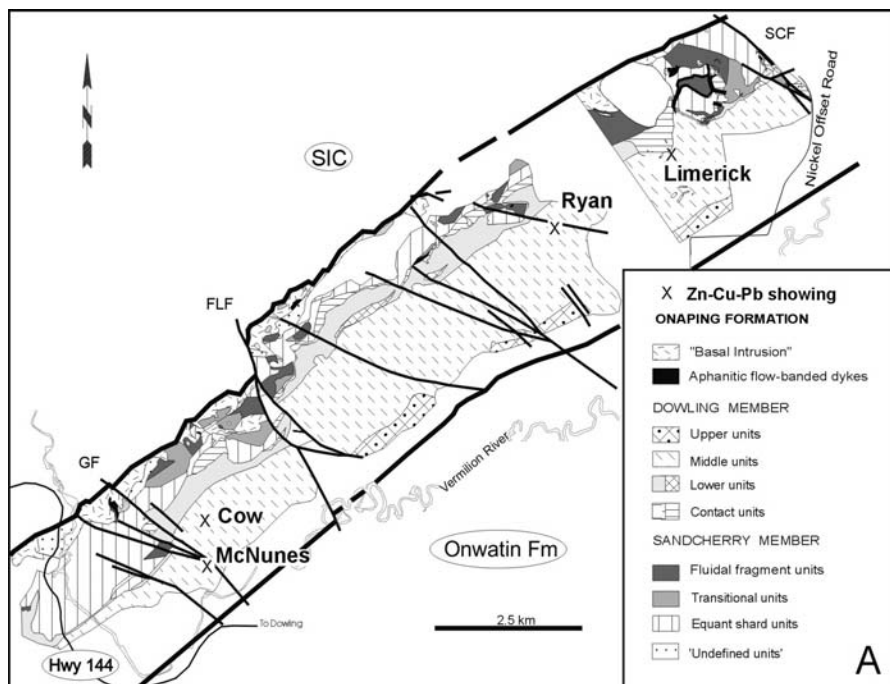 SCF
Nickel Offset Road
N
SIC
Limerick
X
Ryan
X
FLF
GF
Vermilion River
X Cow
McNunes
X
Onwatin Fm
2.5 km
To Dowling
Hwy 144
X Zn-Cu-Pb showing
ONAPING FORMATION
"Basal Intrusion"
Aphanitic flow-banded dykes
DOWLING MEMBER
Upper units
Middle units
Lower units
Contact units
SANDCHERRY MEMBER
Fluidal fragment units
Transitional units
Equant shard units
'Undefined units'
A